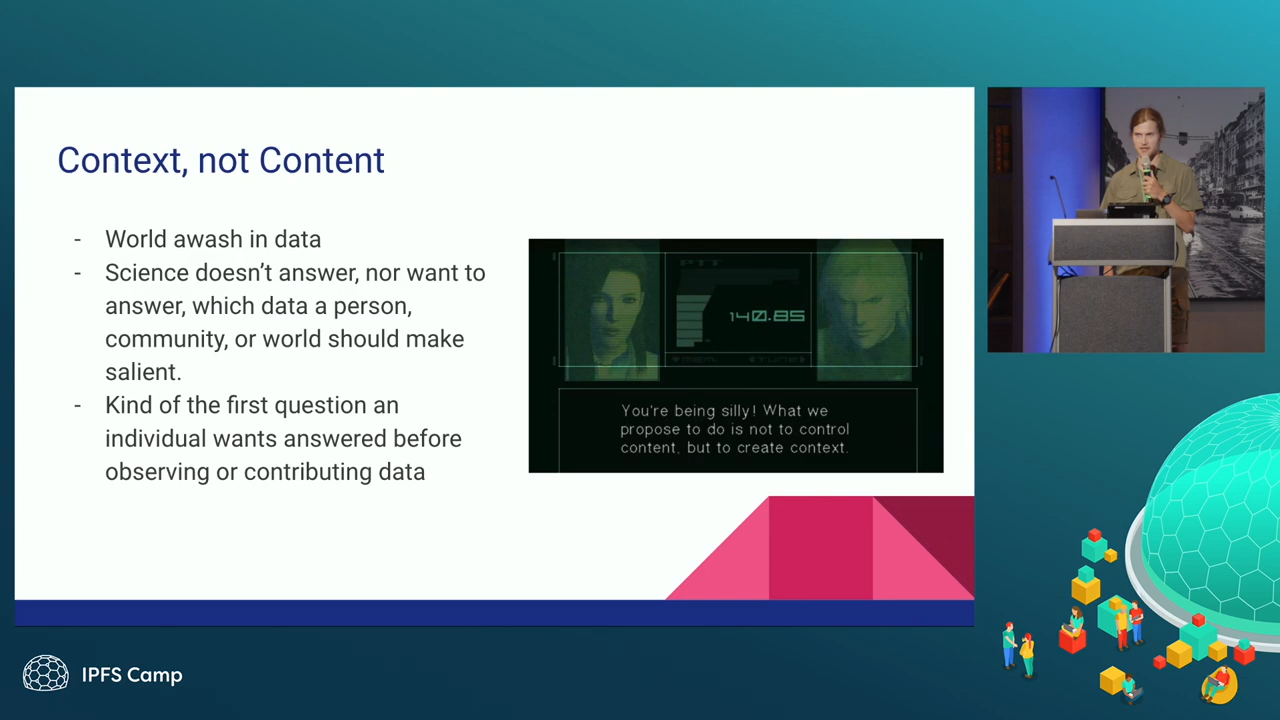 Context, not Content
- World awash in data
- Science doesn’t answer, nor want to
answer, which data a person,
community, or world should make
salient.
- Kind of the first question an
individual wants answered before
observing or contributing data
PTT
140.85
MEM
TUNE
You're being silly! What we
propose to do is not to control
content, but to create context.
IPFS Camp